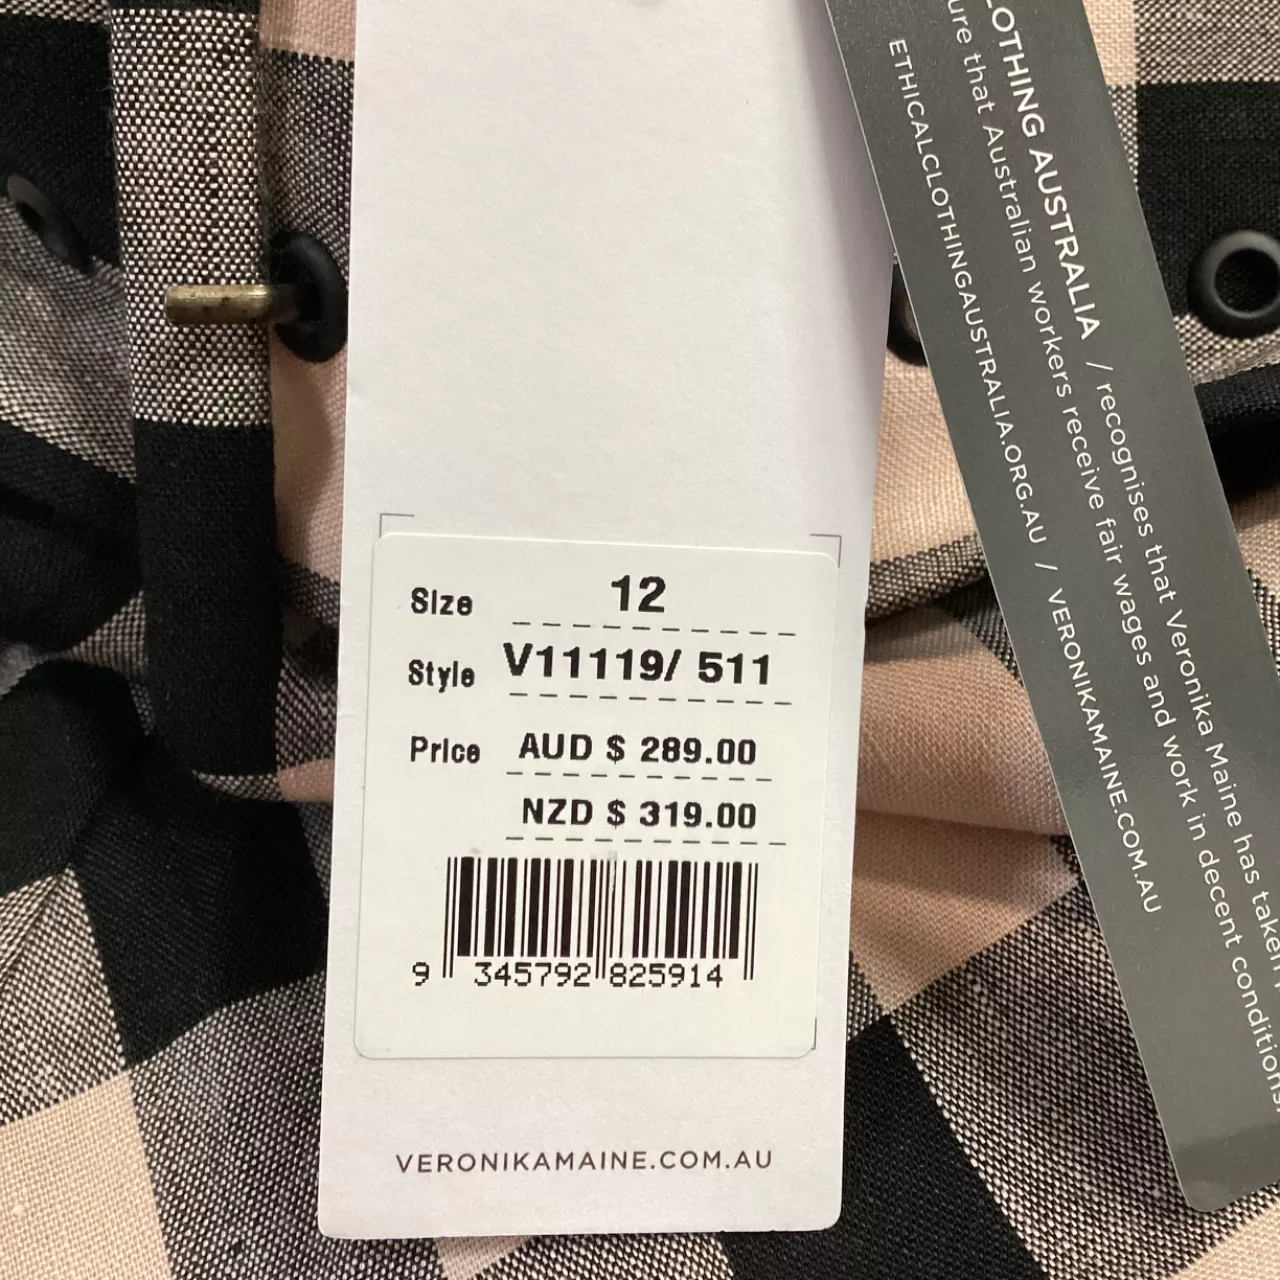 Size 12
Style V11119/ 511
Price AUD $ 289.00
NZD $ 319.00
9 345792 825914
VERONIKAMAINE.COM.AU
CLOTHING AUSTRALIA / recognises that Veronika Maine has taken
that Australian workers receive fair wages and work in decent conditions
ETHICALCLOTHINGAUSTRALIA.ORG.AU / VERONIKAMAINE.COM.AU